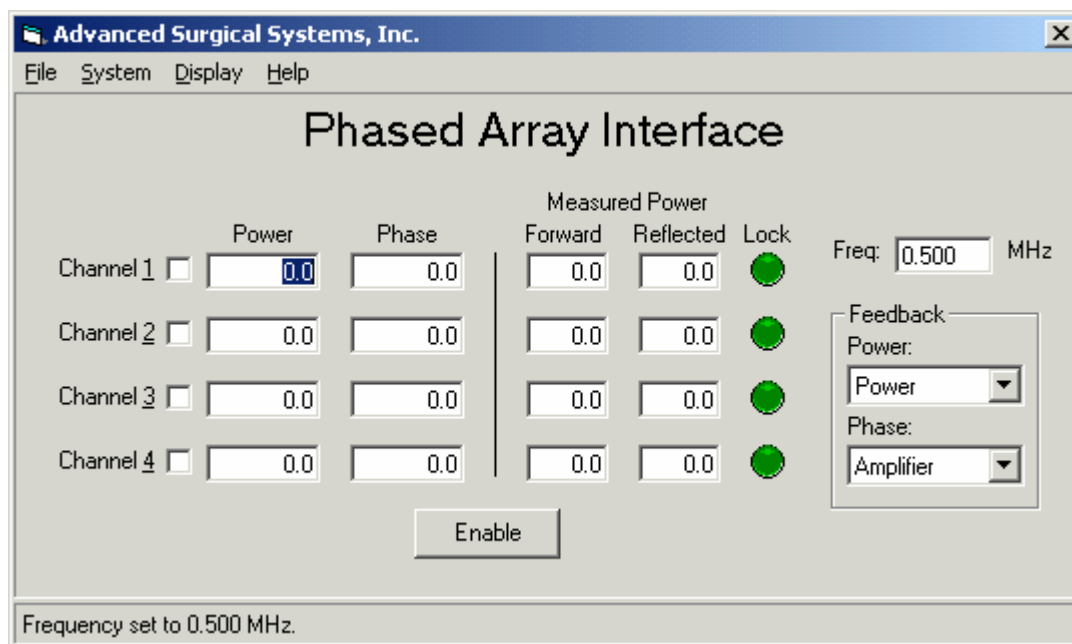 Advanced Surgical Systems, Inc.
File System Display Help
Phased Array Interface
Measured Power
Power Phase Forward Reflected Lock
Channel 1 0.0 0.0 0.0 0.0
Freq: 0.500 MHz
Channel 2 0.0 0.0 0.0 0.0
Channel 3 0.0 0.0 0.0 0.0
Channel 4 0.0 0.0 0.0 0.0
Feedback
Power:
Power
Phase:
Amplifier
Enable
Frequency set to 0.500 MHz.